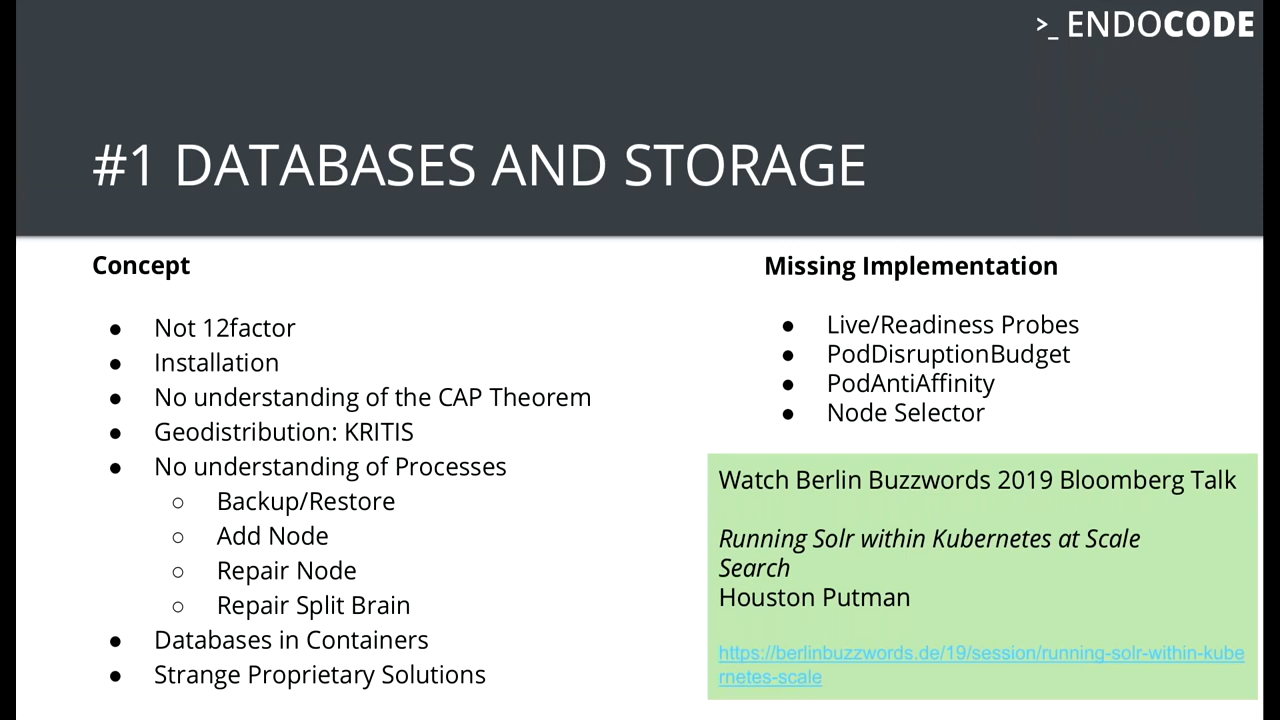 >_ ENDOCODE
#1 DATABASES AND STORAGE
Concept
● Not 12factor
● Installation
● No understanding of the CAP Theorem
● Geodistribution: KRITIS
● No understanding of Processes
○ Backup/Restore
○ Add Node
○ Repair Node
○ Repair Split Brain
● Databases in Containers
● Strange Proprietary Solutions
Missing Implementation
● Live/Readiness Probes
● PodDisruptionBudget
● PodAntiAffinity
● Node Selector
Watch Berlin Buzzwords 2019 Bloomberg Talk
Running Solr within Kubernetes at Scale
Search
Houston Putman
https://berlinbuzzwords.de/19/session/running-solr-within-kube
rnetes-scale